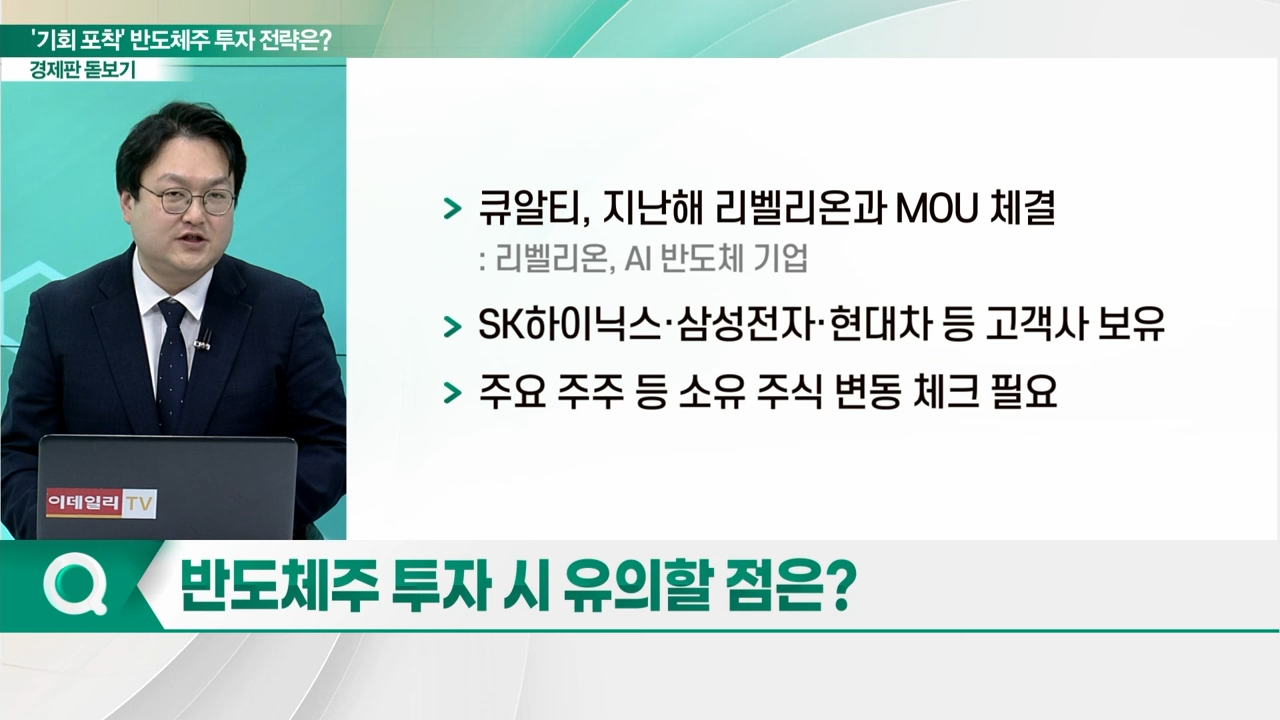 '기회 포착' 반도체주 투자 전략은?
경제판 돋보기
> 큐알티, 지난해 리벨리온과 MOU 체결
: 리벨리온, AI 반도체 기업
> SK하이닉스·삼성전자·현대차 등 고객사 보유
> 주요 주주 등 소유 주식 변동 체크 필요
이데일리 TV
Q 반도체주 투자 시 유의할 점은?